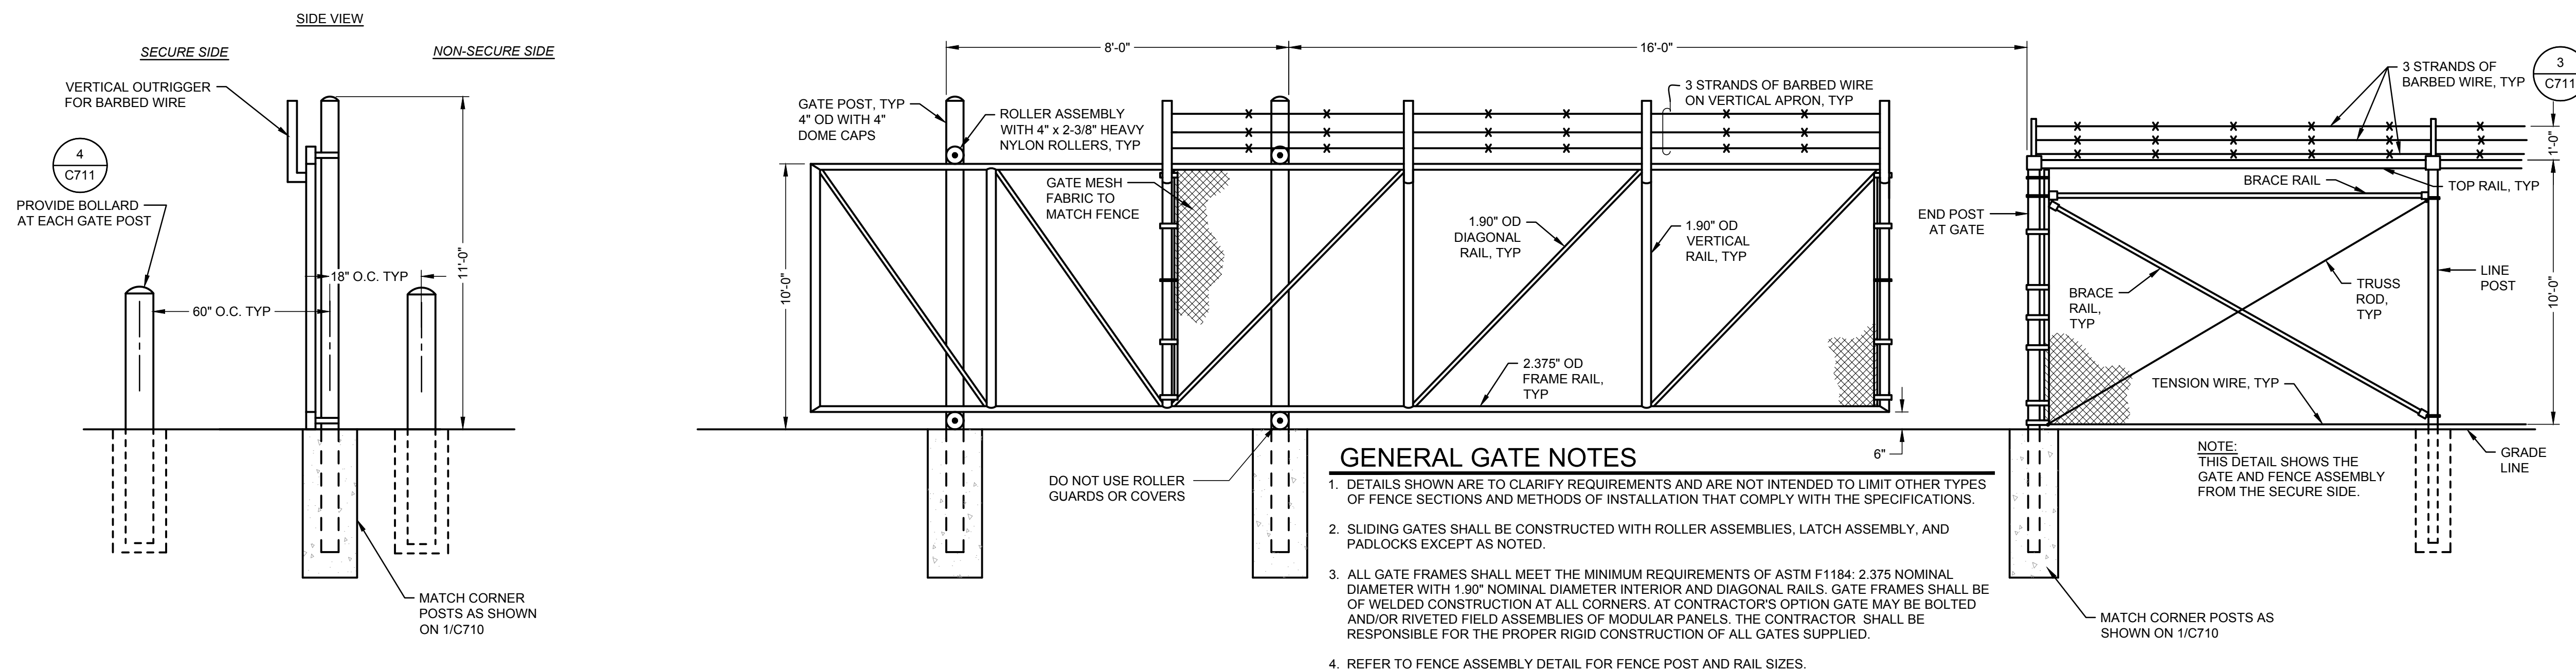 SIDE VIEW
SECURE SIDE
NON-SECURE SIDE
VERTICAL OUTRIGGER
FOR BARBED WIRE
4
C711
PROVIDE BOLLARD
AT EACH GATE POST
18" O.C. TYP
60" O.C. TYP
11'-0"
MATCH CORNER
POSTS AS SHOWN
ON 1/C710
8'-0"
16'-0"
GATE POST, TYP
4" OD WITH 4"
DOME CAPS
ROLLER ASSEMBLY
WITH 4" x 2-3/8" HEAVY
NYLON ROLLERS, TYP
3 STRANDS OF BARBED WIRE
ON VERTICAL APRON, TYP
GATE MESH
FABRIC TO
MATCH FENCE
10'-0"
1.90" OD
DIAGONAL
RAIL, TYP
1.90" OD
VERTICAL
RAIL, TYP
2.375" OD
FRAME RAIL,
TYP
DO NOT USE ROLLER
GUARDS OR COVERS
6"
3 STRANDS OF
BARBED WIRE, TYP
3
C711
1'-0"
BRACE RAIL
TOP RAIL, TYP
END POST
AT GATE
BRACE
RAIL,
TYP
TRUSS
ROD,
TYP
LINE
POST
10'-0"
TENSION WIRE, TYP
GRADE
LINE
NOTE:
THIS DETAIL SHOWS THE
GATE AND FENCE ASSEMBLY
FROM THE SECURE SIDE.
MATCH CORNER POSTS AS
SHOWN ON 1/C710
GENERAL GATE NOTES
1. DETAILS SHOWN ARE TO CLARIFY REQUIREMENTS AND ARE NOT INTENDED TO LIMIT OTHER TYPES
OF FENCE SECTIONS AND METHODS OF INSTALLATION THAT COMPLY WITH THE SPECIFICATIONS.
2. SLIDING GATES SHALL BE CONSTRUCTED WITH ROLLER ASSEMBLIES, LATCH ASSEMBLY, AND
PADLOCKS EXCEPT AS NOTED.
3. ALL GATE FRAMES SHALL MEET THE MINIMUM REQUIREMENTS OF ASTM F1184: 2.375 NOMINAL
DIAMETER WITH 1.90" NOMINAL DIAMETER INTERIOR AND DIAGONAL RAILS. GATE FRAMES SHALL BE
OF WELDED CONSTRUCTION AT ALL CORNERS. AT CONTRACTOR'S OPTION GATE MAY BE BOLTED
AND/OR RIVETED FIELD ASSEMBLIES OF MODULAR PANELS. THE CONTRACTOR SHALL BE
RESPONSIBLE FOR THE PROPER RIGID CONSTRUCTION OF ALL GATES SUPPLIED.
4. REFER TO FENCE ASSEMBLY DETAIL FOR FENCE POST AND RAIL SIZES.